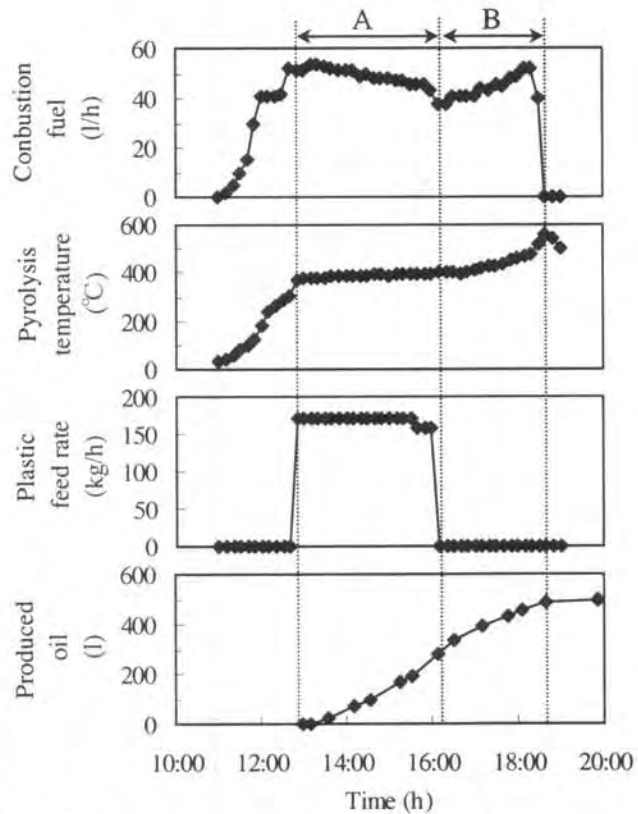 A B
Conbustion
fuel
(l/h)
60
40
20
0
Pyrolysis
temperature
(℃)
600
400
200
0
Plastic
feed rate
(kg/h)
200
150
100
50
0
Produced
oil
(l)
600
400
200
0
10:00 12:00 14:00 16:00 18:00 20:00
Time (h)